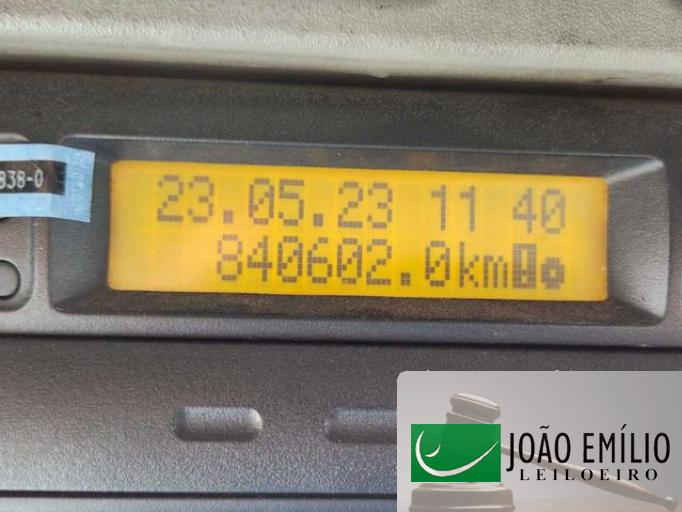 838-0
23.05.23 11 40
840602.0km
JOÃO EMÍLIO
LEILOEIRO